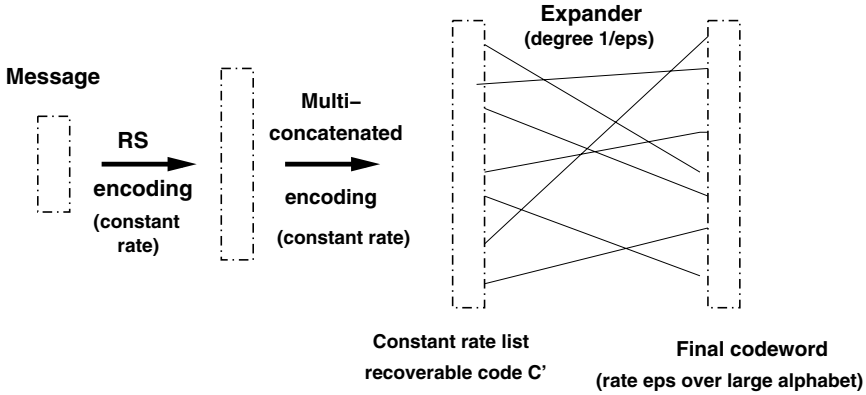 Message
RS
encoding
(constant
rate)
Multi−
concatenated
encoding
(constant rate)
Expander
(degree 1/eps)
Constant rate list
recoverable code C'
Final codeword
(rate eps over large alphabet)